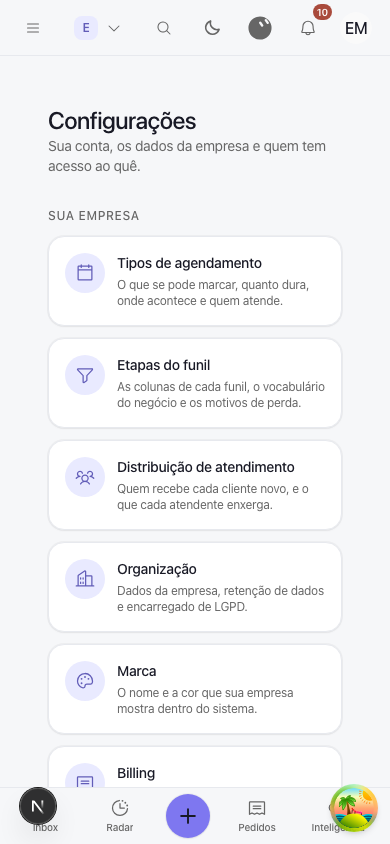 E
10
EM
Configurações
Sua conta, os dados da empresa e quem tem
acesso ao quê.
SUA EMPRESA
Tipos de agendamento
O que se pode marcar, quanto dura,
onde acontece e quem atende.
Etapas do funil
As colunas de cada funil, o vocabulário
do negócio e os motivos de perda.
Distribuição de atendimento
Quem recebe cada cliente novo, e o
que cada atendente enxerga.
Organização
Dados da empresa, retenção de dados
e encarregado de LGPD.
Marca
O nome e a cor que sua empresa
mostra dentro do sistema.
Billing
N
Inbox
Radar
Pedidos